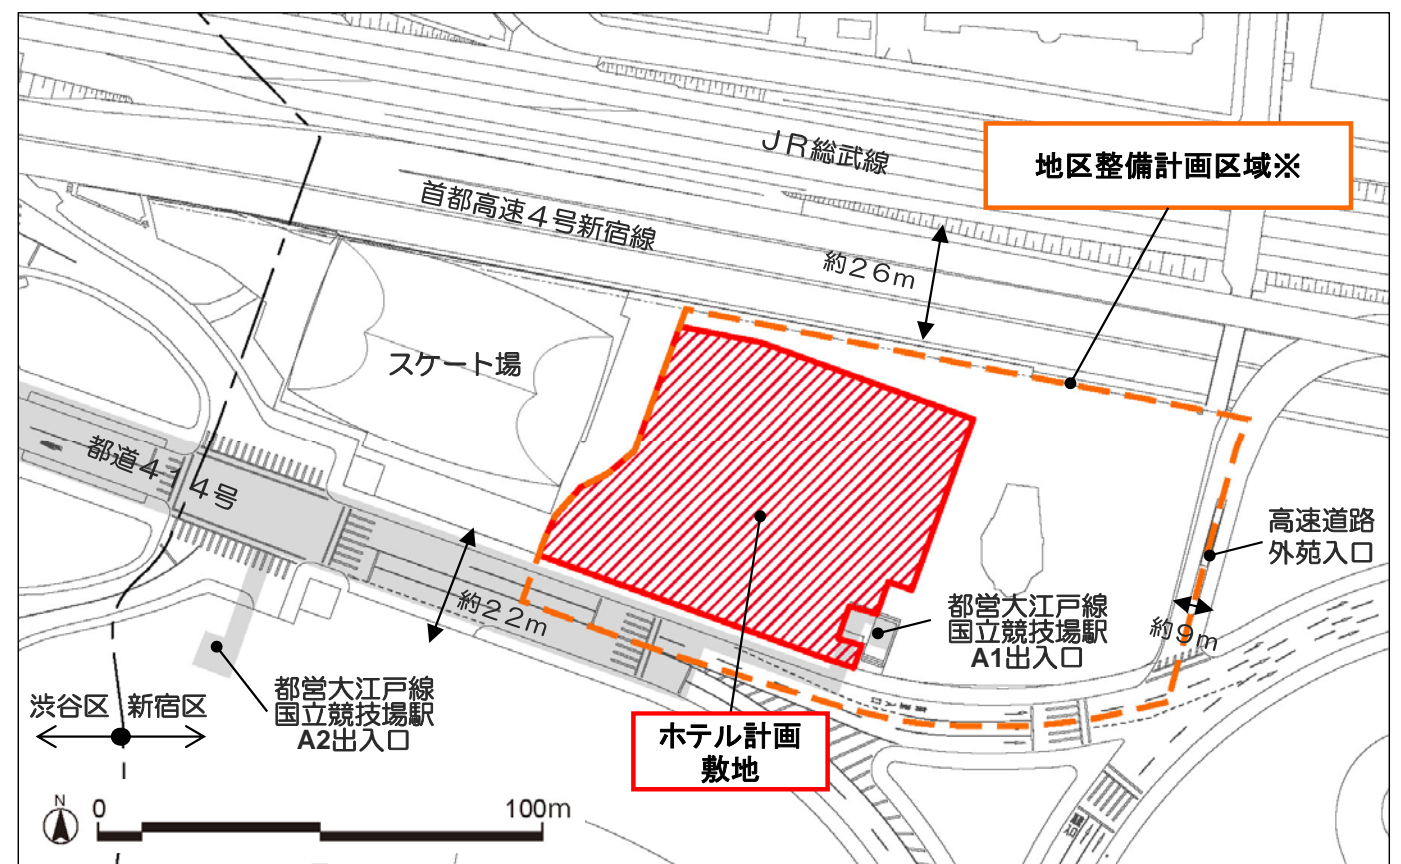 ＪＲ総武線
地区整備計画区域※
首都高速４号新宿線
約２６ｍ
スケート場
都道４１４号
高速道路
外苑入口
約２２ｍ
都営大江戸線
国立競技場駅
A1出入口
約９ｍ
都営大江戸線
国立競技場駅
A2出入口
渋谷区 新宿区
ホテル計画
敷地
N
0 100m